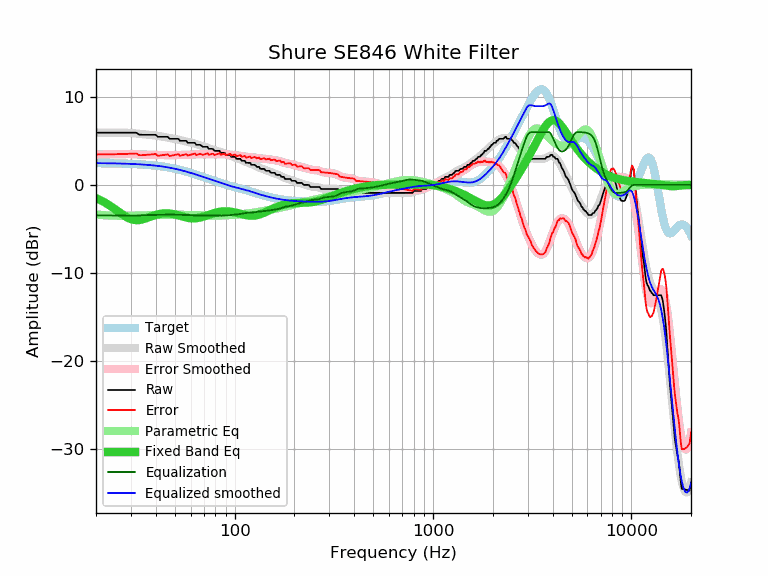 Shure SE846 White Filter
10
0
−10
−20
−30
Amplitude (dBr)
Target
Raw Smoothed
Error Smoothed
Raw
Error
Parametric Eq
Fixed Band Eq
Equalization
Equalized smoothed
100
1000
10000
Frequency (Hz)